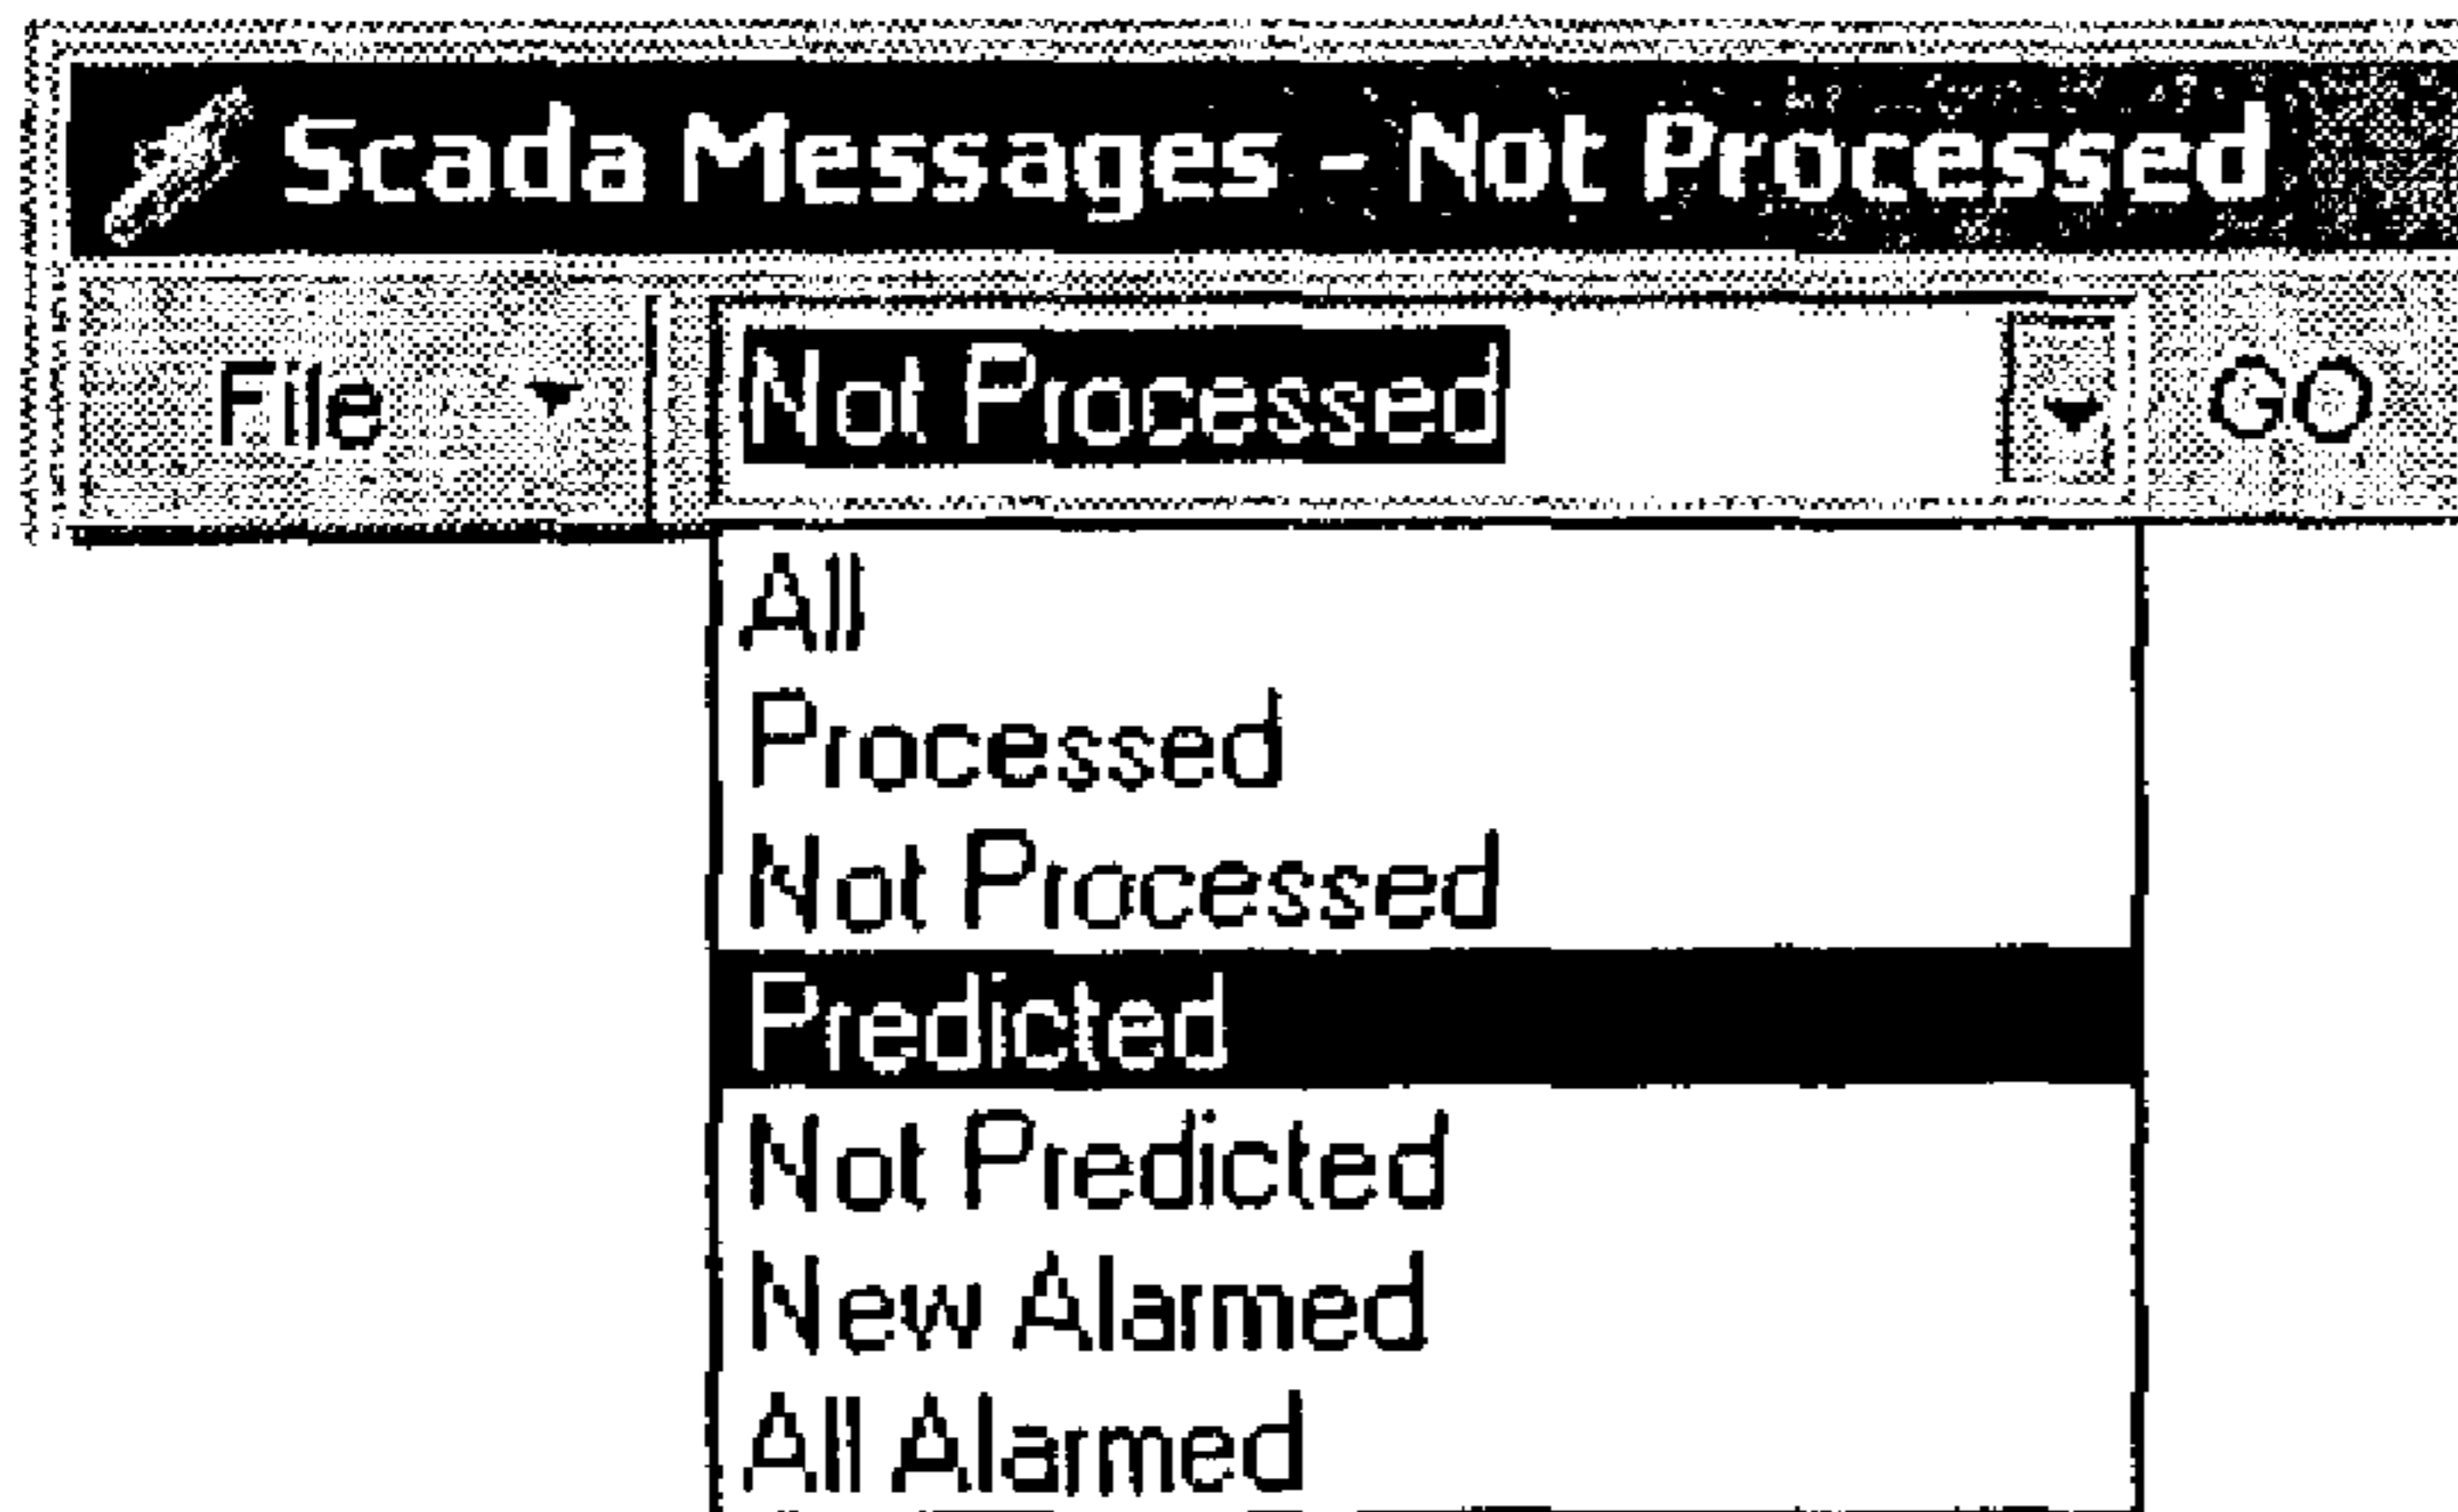 Scada Messages - Not Processed
File Not Processed GO
All
Processed
Not Processed
Predicted
Not Predicted
New Alarmed
All Alarmed